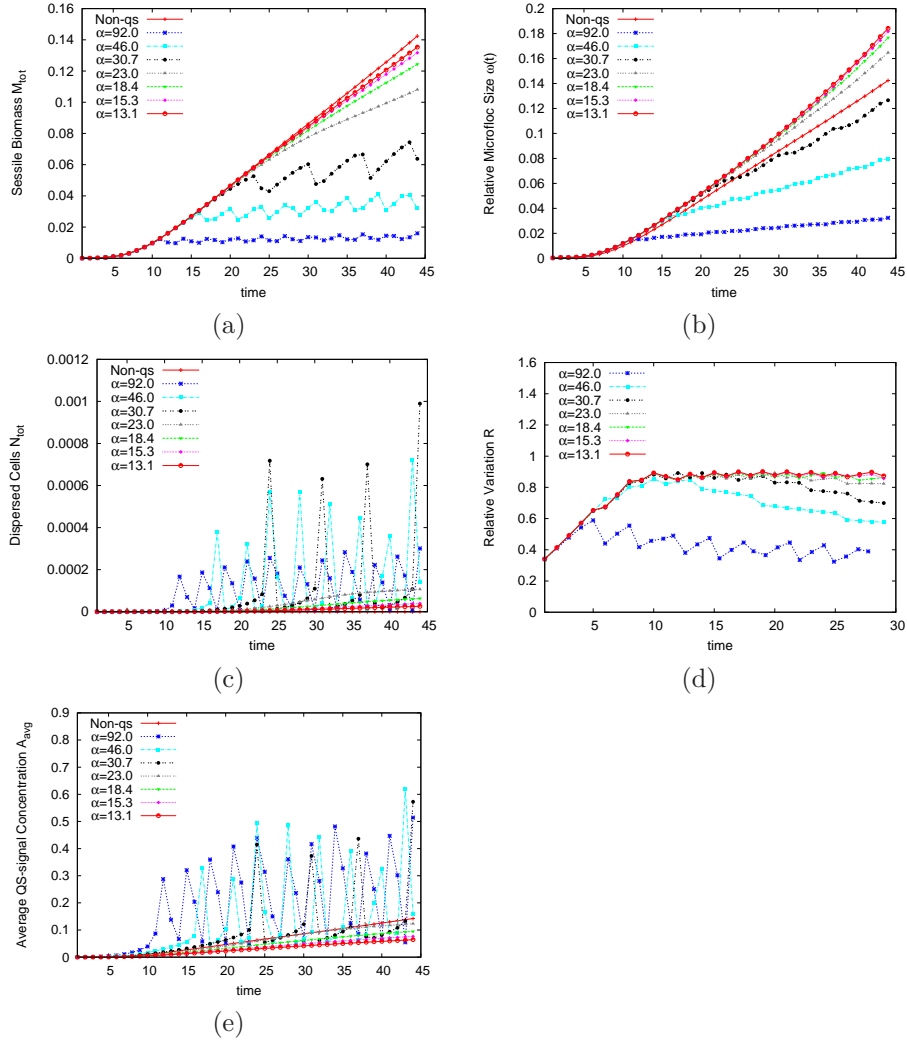 Sessile Biomass Mtot
0.16
0.14
0.12
0.1
0.08
0.06
0.04
0.02
0
Non-qs
α=92.0
α=46.0
α=30.7
α=23.0
α=18.4
α=15.3
α=13.1
5 10 15 20 25 30 35 40 45
time
(a)
Relative Microfloc Size ω(t)
0.2
0.18
0.16
0.14
0.12
0.1
0.08
0.06
0.04
0.02
0
Non-qs
α=92.0
α=46.0
α=30.7
α=23.0
α=18.4
α=15.3
α=13.1
5 10 15 20 25 30 35 40 45
time
(b)
Dispersed Cells Ntot
0.0012
0.001
0.0008
0.0006
0.0004
0.0002
0
Non-qs
α=92.0
α=46.0
α=30.7
α=23.0
α=18.4
α=15.3
α=13.1
5 10 15 20 25 30 35 40 45
time
(c)
Relative Variation R
1.6
1.4
1.2
1
0.8
0.6
0.4
0.2
0
α=92.0
α=46.0
α=30.7
α=23.0
α=18.4
α=15.3
α=13.1
5 10 15 20 25 30
time
(d)
Average QS-signal Concentration Aavg
0.9
0.8
0.7
0.6
0.5
0.4
0.3
0.2
0.1
0
Non-qs
α=92.0
α=46.0
α=30.7
α=23.0
α=18.4
α=15.3
α=13.1
5 10 15 20 25 30 35 40 45
time
(e)